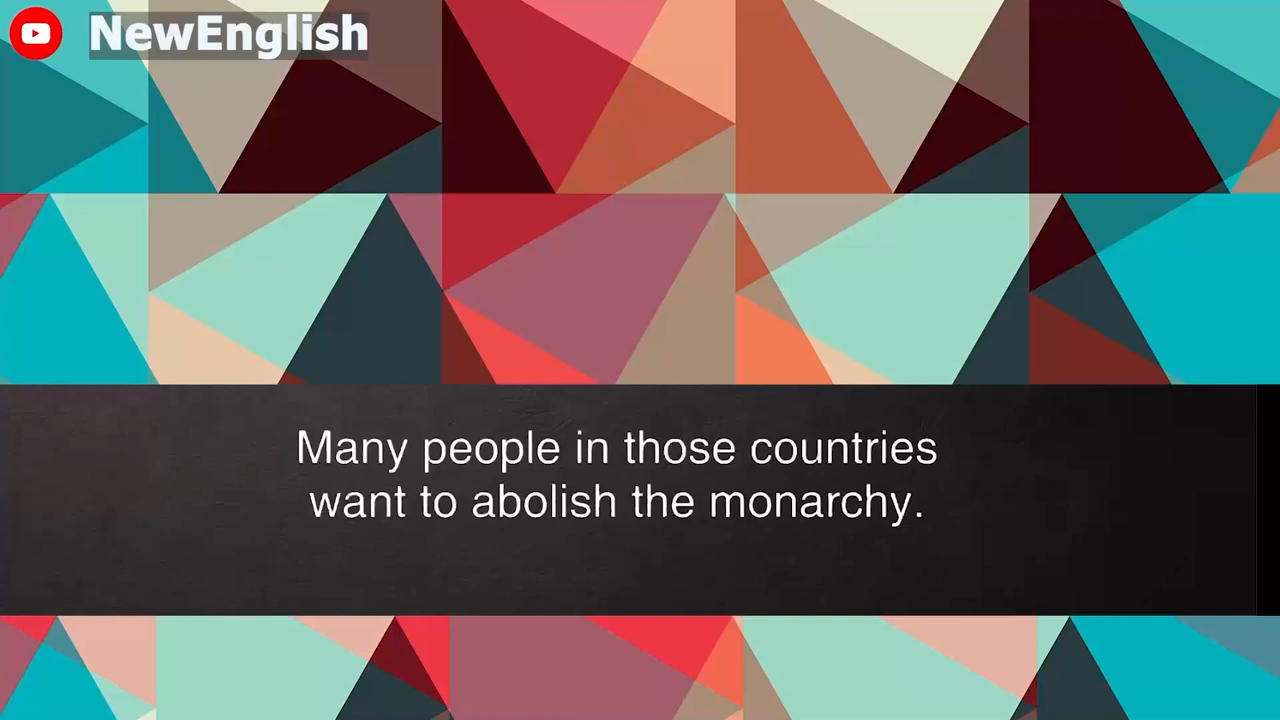 NewEnglish
Many people in those countries
want to abolish the monarchy.